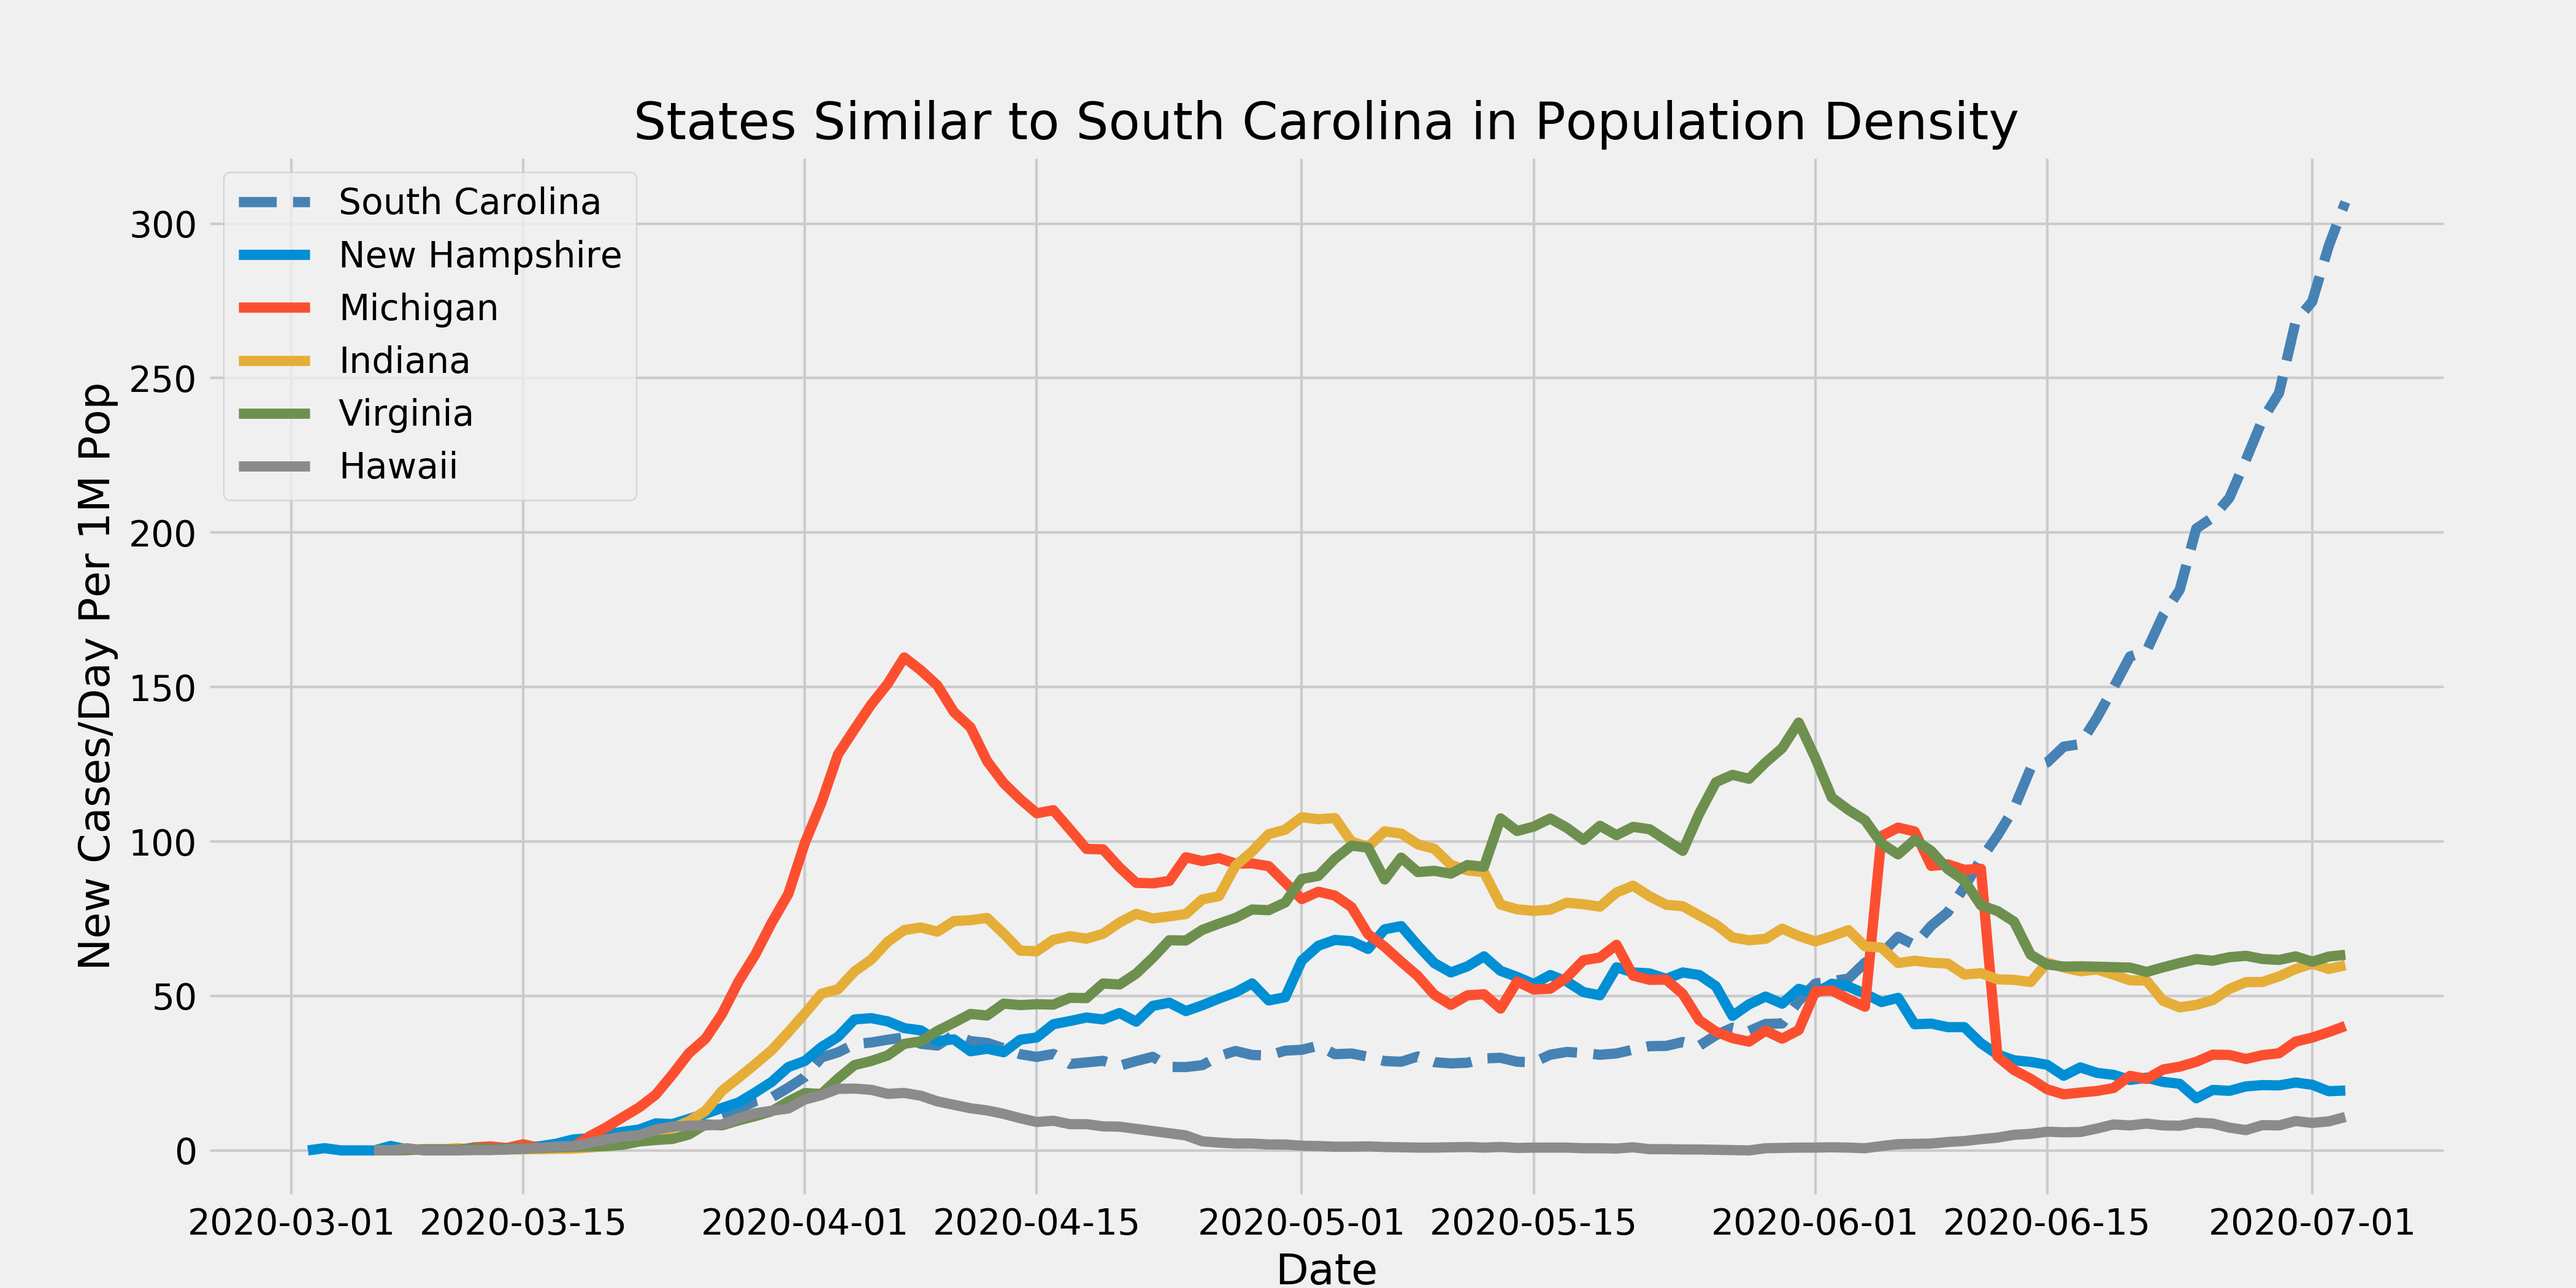 States Similar to South Carolina in Population Density
South Carolina
New Hampshire
Michigan
Indiana
Virginia
Hawaii
New Cases/Day Per 1M Pop
300
250
200
150
100
50
0
2020-03-01 2020-03-15 2020-04-01 2020-04-15 2020-05-01 2020-05-15 2020-06-01 2020-06-15 2020-07-01
Date